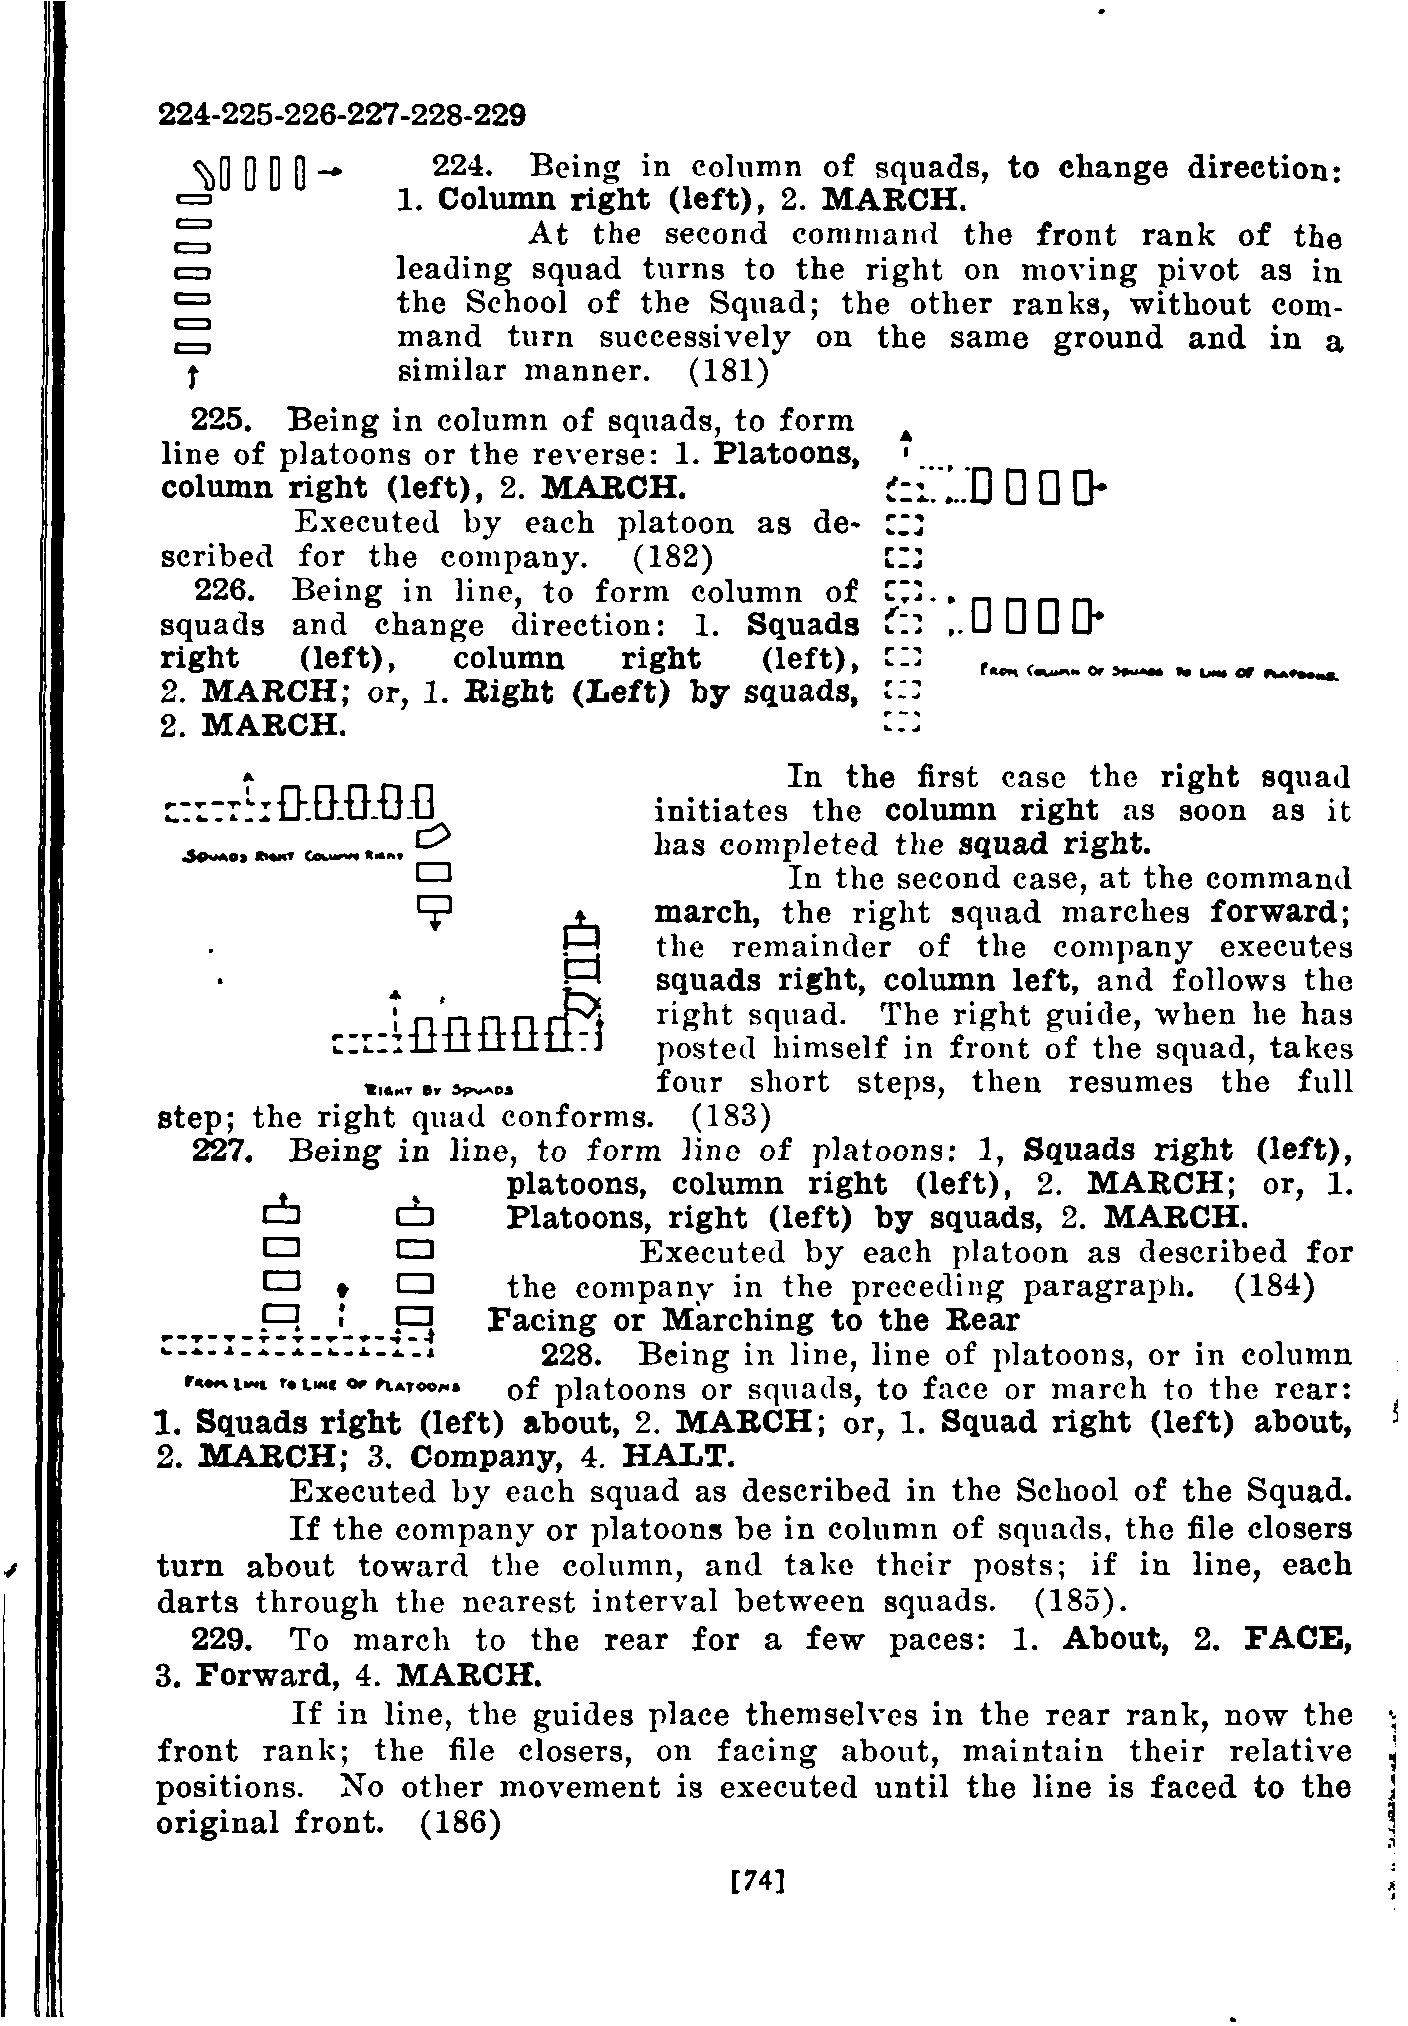 224-225-226-227-228-229
224. Being in column of squads, to change direction:
1. Column right (left), 2. MARCH.
At the second command the front rank of the
leading squad turns to the right on moving pivot as in
the School of the Squad; the other ranks, without com-
mand turn successively on the same ground and in a
similar manner. (181)
225. Being in column of squads, to form
line of platoons or the reverse: 1. Platoons,
column right (left), 2. MARCH.
Executed by each platoon as de-
scribed for the company. (182)
226. Being in line, to form column of
squads and change direction: 1. Squads
right (left), column right (left),
2. MARCH; or, 1. Right (Left) by squads,
2. MARCH.
FROM COLUMN OF SQUADS TO LINE OF PLATOONS.
In the first case the right squad
initiates the column right as soon as it
has completed the squad right.
SQUADS RIGHT COLUMN RIGHT
In the second case, at the command
march, the right squad marches forward;
the remainder of the company executes
squads right, column left, and follows the
right squad. The right guide, when he has
posted himself in front of the squad, takes
four short steps, then resumes the full
RIGHT BY SQUADS
step; the right quad conforms. (183)
227. Being in line, to form line of platoons: 1, Squads right (left),
platoons, column right (left), 2. MARCH; or, 1.
Platoons, right (left) by squads, 2. MARCH.
Executed by each platoon as described for
the company in the preceding paragraph. (184)
Facing or Marching to the Rear
228. Being in line, line of platoons, or in column
FROM LINE TO LINE OF PLATOONS
of platoons or squads, to face or march to the rear:
1. Squads right (left) about, 2. MARCH; or, 1. Squad right (left) about,
2. MARCH; 3. Company, 4. HALT.
Executed by each squad as described in the School of the Squad.
If the company or platoons be in column of squads, the file closers
turn about toward the column, and take their posts; if in line, each
darts through the nearest interval between squads. (185).
229. To march to the rear for a few paces: 1. About, 2. FACE,
3. Forward, 4. MARCH.
If in line, the guides place themselves in the rear rank, now the
front rank; the file closers, on facing about, maintain their relative
positions. No other movement is executed until the line is faced to the
original front. (186)
[74]